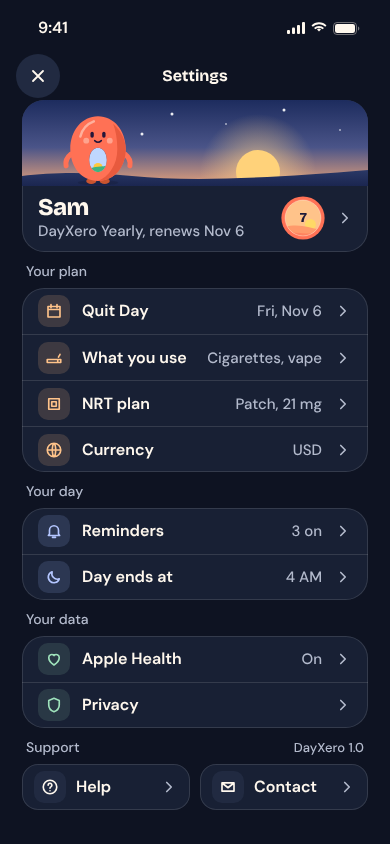 9:41
Settings
Sam
DayXero Yearly, renews Nov 6
7
Your plan
Quit Day Fri, Nov 6
What you use Cigarettes, vape
NRT plan Patch, 21 mg
Currency USD
Your day
Reminders 3 on
Day ends at 4 AM
Your data
Apple Health On
Privacy
Support DayXero 1.0
Help Contact